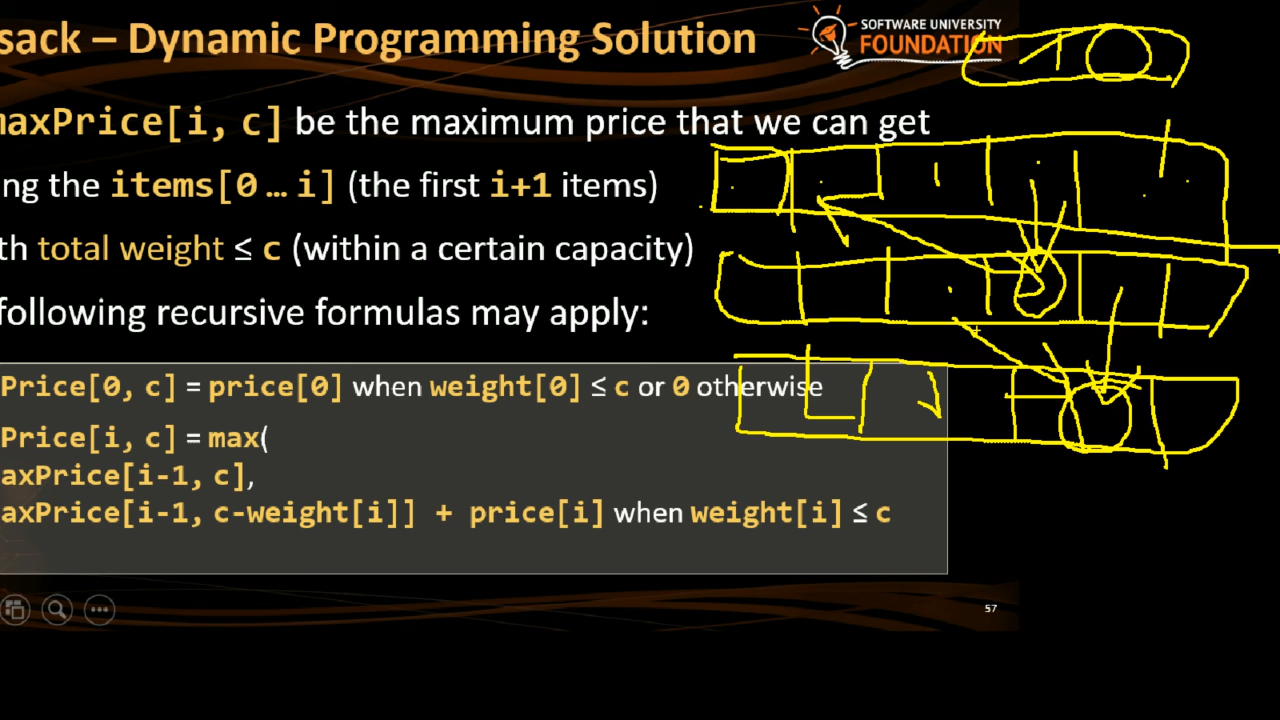 sack – Dynamic Programming Solution
SOFTWARE UNIVERSITY
FOUNDATION
maxPrice[i, c] be the maximum price that we can get
ng the items[0 … i] (the first i+1 items)
th total weight ≤ c (within a certain capacity)
following recursive formulas may apply:
Price[0, c] = price[0] when weight[0] ≤ c or 0 otherwise
Price[i, c] = max(
axPrice[i-1, c],
axPrice[i-1, c-weight[i]] + price[i] when weight[i] ≤ c
57